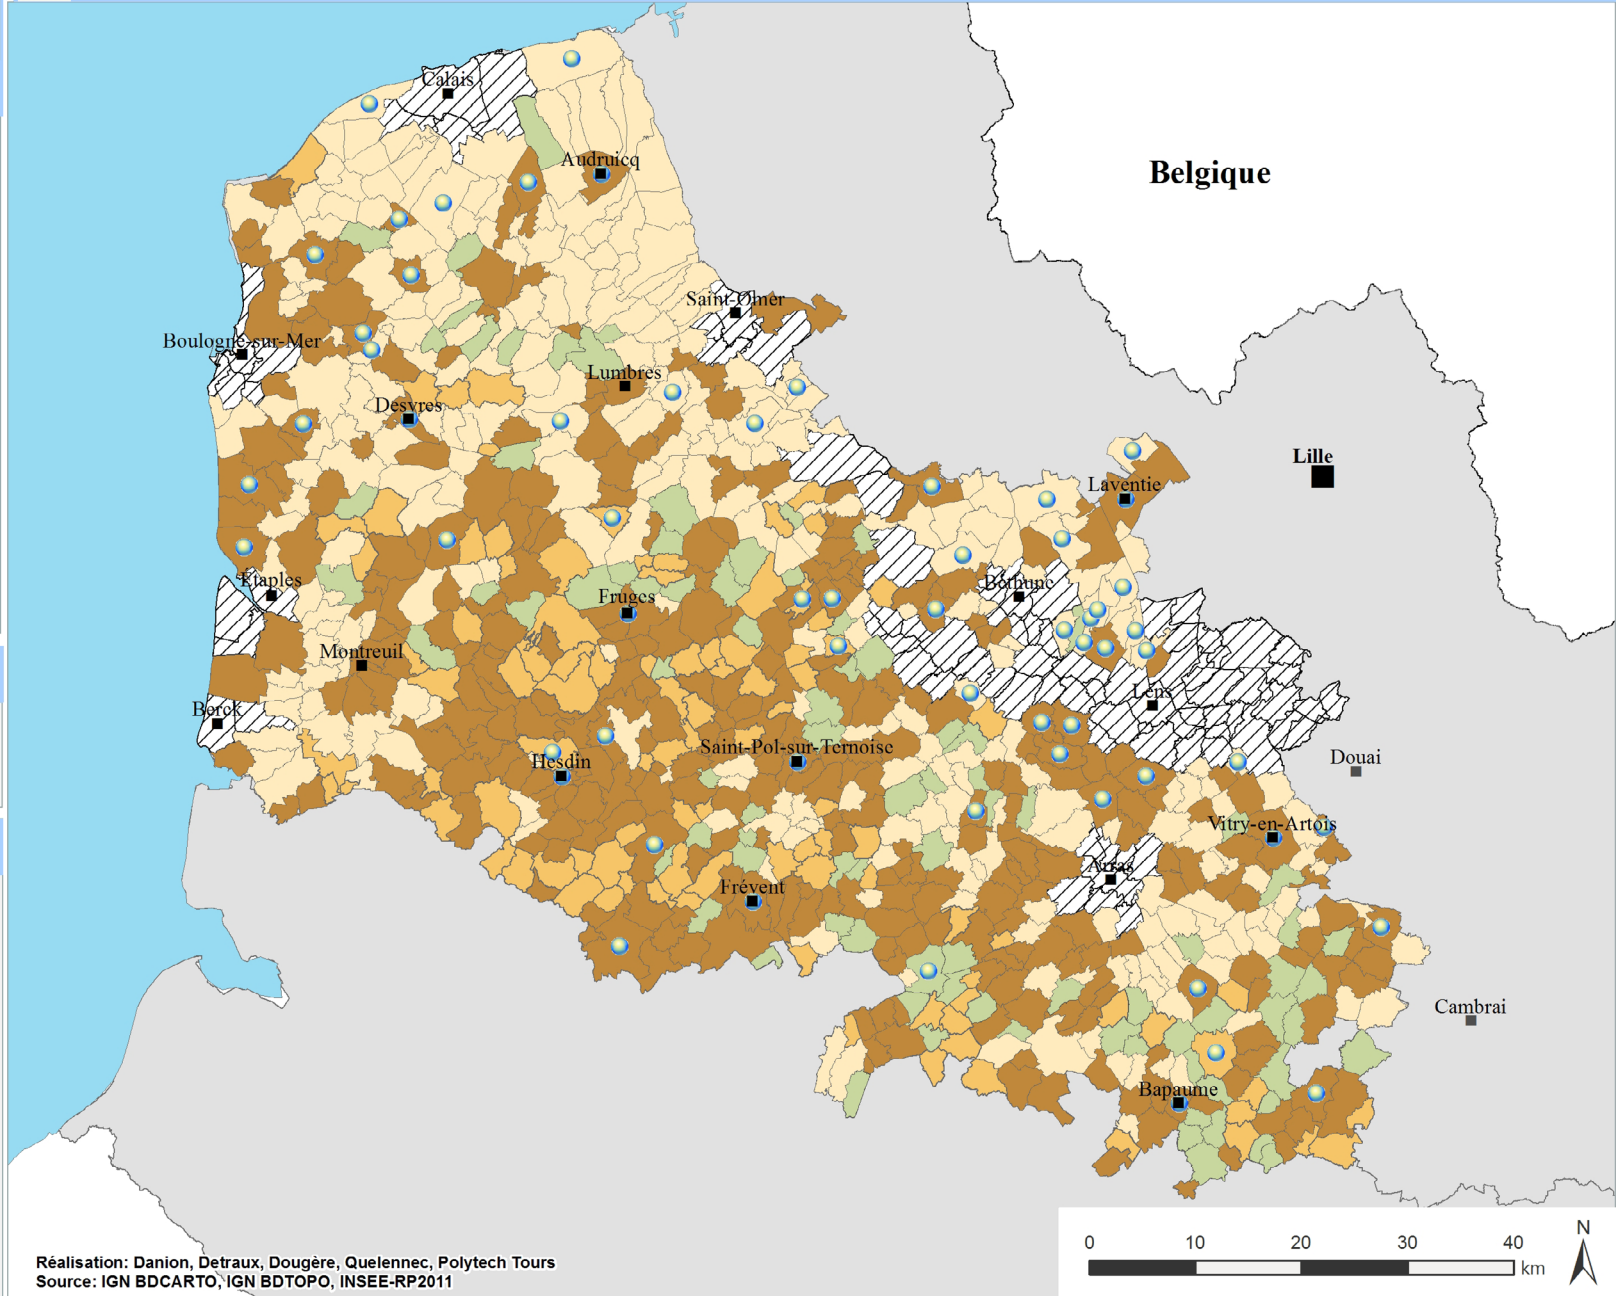 Calais
Belgique
Audruicq
Saint-Omer
Boulogne-sur-Mer
Lumbres
Desvres
Lille
Laventie
Étaples
Béthune
Fruges
Montreuil
Lens
Berck
Saint-Pol-sur-Ternoise
Hesdin
Douai
Vitry-en-Artois
Arras
Frévent
Cambrai
Bapaume
N
0 10 20 30 40
km
Réalisation: Danion, Detraux, Dougère, Quelennec, Polytech Tours
Source: IGN BDCARTO, IGN BDTOPO, INSEE-RP2011